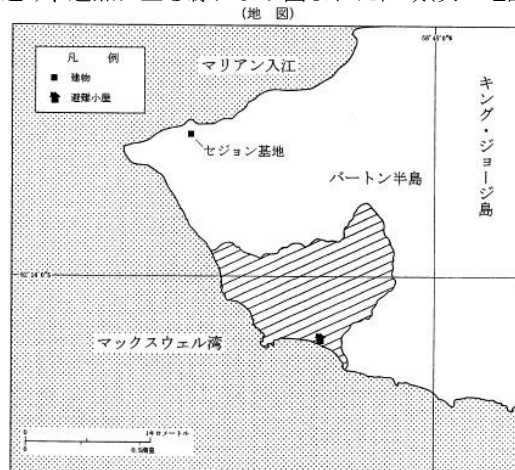 (地　図)
凡　例
建物
避難小屋
マリアン入江
セジョン基地
バートン半島
キング・ジョージ島
マックスウェル湾
0
1キロメートル
0
0.5海里